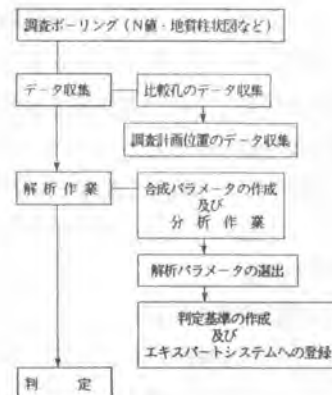 調査ボーリング(N値・地質柱状図など)
データ収集
比較孔のデータ収集
調査計画位置のデータ収集
解析作業
合成パラメータの作成
及び
分析作業
解析パラメータの選出
判定基準の作成
及び
エキスパートシステムへの登録
判 定